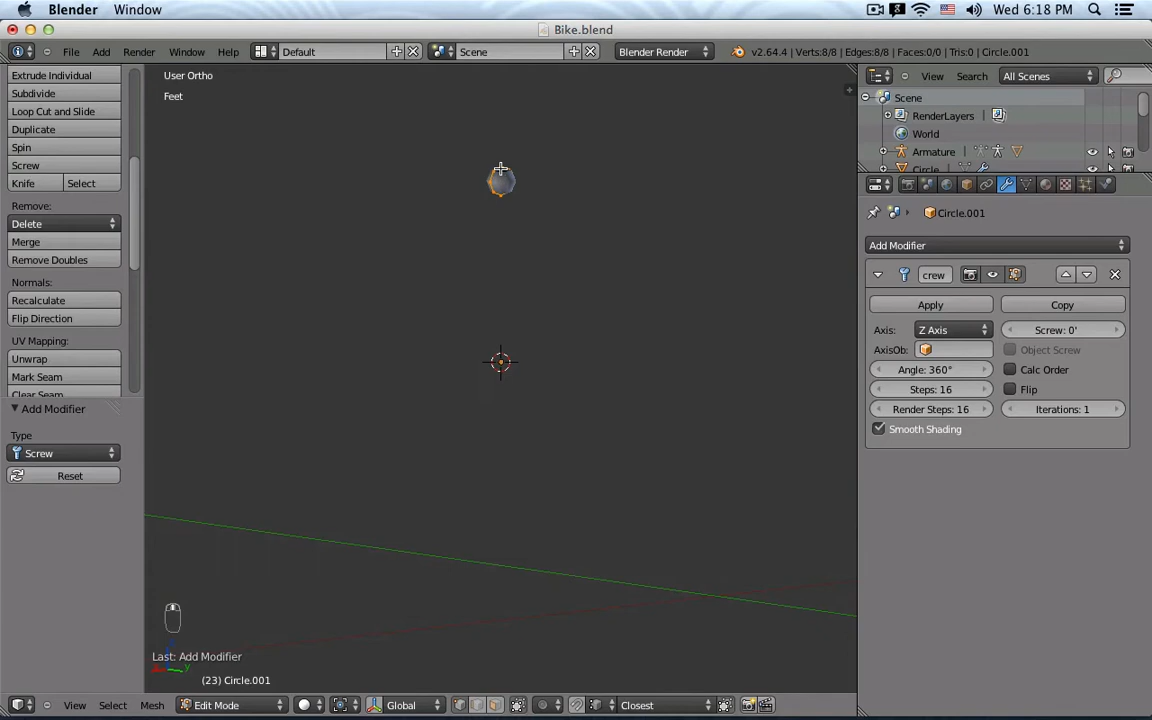 Blender Window Wed 6:18 PM
Bike.blend
File Add Render Window Help Default Scene Blender Render v2.64.4 | Verts:8/8 | Edges:8/8 | Faces:0/0 | Tris:0 | Circle.001
Extrude Individual
Subdivide
Loop Cut and Slide
Duplicate
Spin
Screw
Knife Select
Remove:
Delete
Merge
Remove Doubles
Normals:
Recalculate
Flip Direction
UV Mapping:
Unwrap
Mark Seam
Clear Seam
Add Modifier
Type
Screw
Reset
User Ortho
Feet
Last: Add Modifier
(23) Circle.001
View Select Mesh Edit Mode Global Closest
View Search All Scenes
Scene
RenderLayers
World
Armature
Circle
Circle.001
Add Modifier
crew
Apply Copy
Axis: Z Axis Screw: 0'
AxisOb: Object Screw
Angle: 360° Calc Order
Steps: 16 Flip
Render Steps: 16 Iterations: 1
Smooth Shading